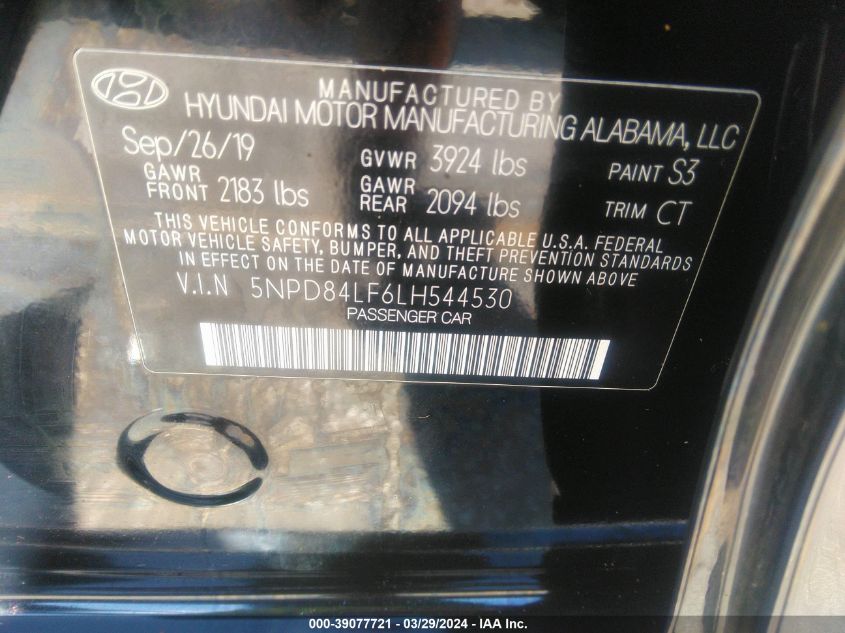 MANUFACTURED BY
HYUNDAI MOTOR MANUFACTURING ALABAMA, LLC
Sep/26/19 GVWR 3924 lbs PAINT S3
GAWR FRONT 2183 lbs GAWR REAR 2094 lbs TRIM CT
THIS VEHICLE CONFORMS TO ALL APPLICABLE U.S.A. FEDERAL
MOTOR VEHICLE SAFETY, BUMPER, AND THEFT PREVENTION STANDARDS
IN EFFECT ON THE DATE OF MANUFACTURE SHOWN ABOVE
V.I.N 5NPD84LF6LH544530
PASSENGER CAR
000-39077721 - 03/29/2024 - IAA Inc.